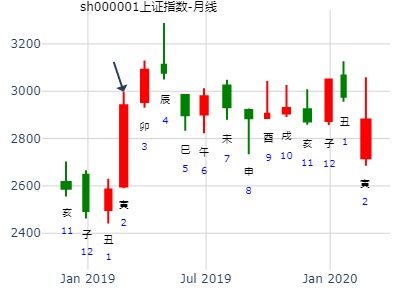 sh000001上证指数-月线
3200
3000
2800
2600
2400
亥
11
子
12
丑
1
寅
2
卯
3
辰
4
巳
5
午
6
未
7
申
8
酉
9
戌
10
亥
11
子
12
丑
1
寅
2
Jan 2019
Jul 2019
Jan 2020